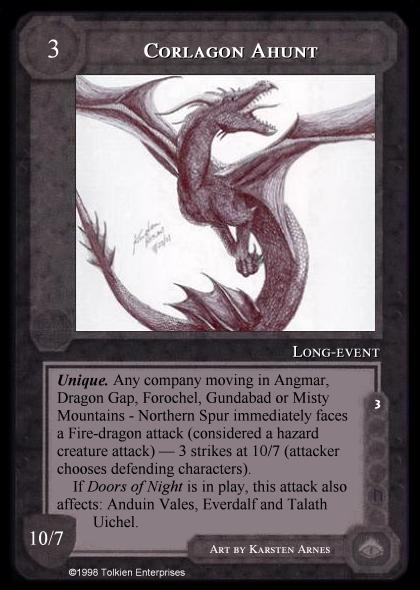 3
CORLAGON AHUNT
LONG-EVENT
Unique. Any company moving in Angmar,
Dragon Gap, Forochel, Gundabad or Misty
Mountains - Northern Spur immediately faces
a Fire-dragon attack (considered a hazard
creature attack) — 3 strikes at 10/7 (attacker
chooses defending characters).
If Doors of Night is in play, this attack also
affects: Anduin Vales, Everdalf and Talath
Uichel.
3
10/7
ART BY KARSTEN ARNES
©1998 Tolkien Enterprises